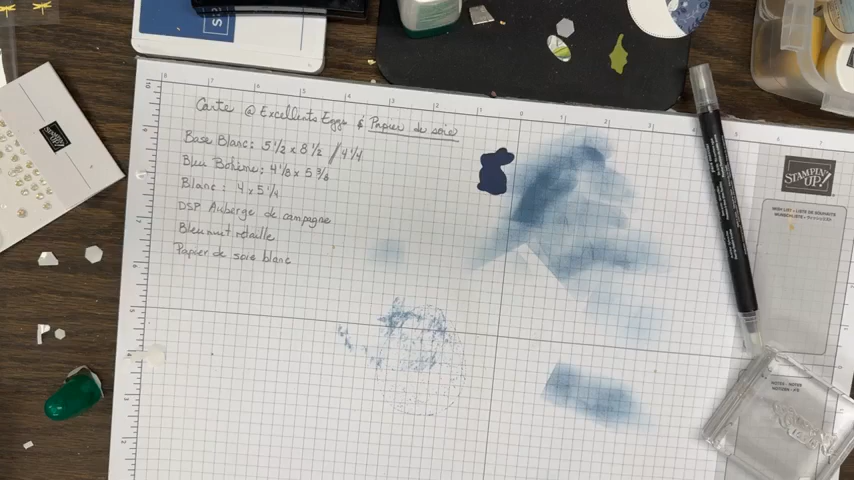 Carte @ Excellents Eggs & Papier de soie
Base Blanc: 5 1/2 x 8 1/2 // 4 1/4
Bleu Bohème: 4 1/8 x 5 3/8
Blanc: 4 x 5 1/4
DSP Auberge de campagne
Bleu nuit retaille
Papier de soie blanc
STAMPIN' UP!
STAMPIN' UP!